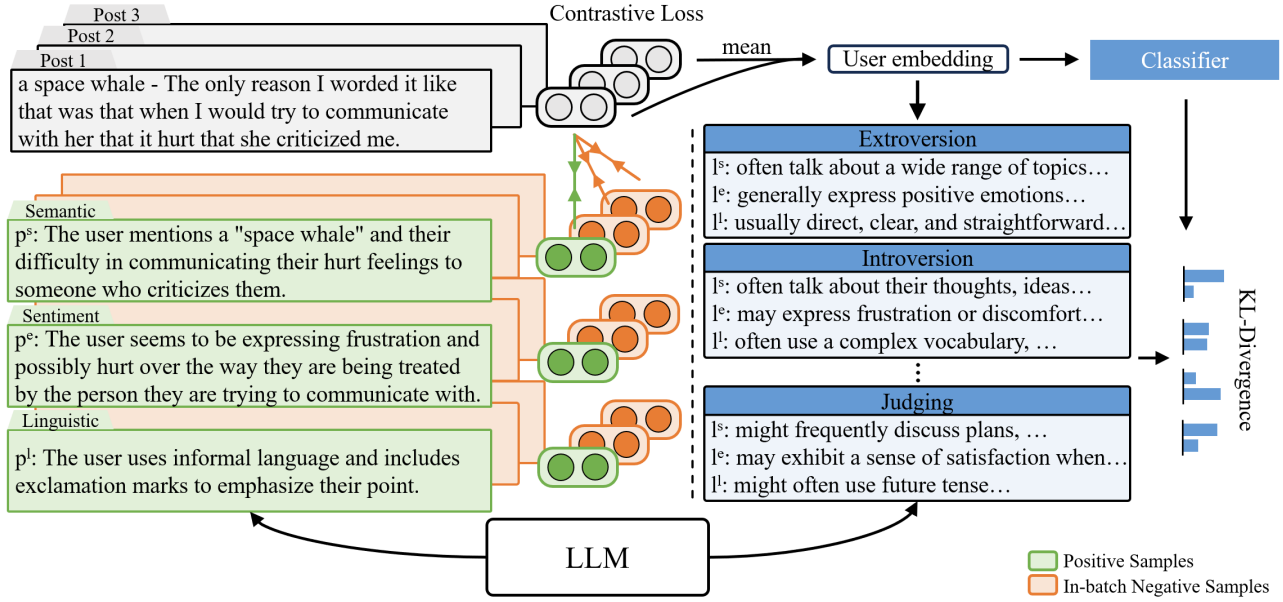 Post 3
Post 2
Post 1
a space whale - The only reason I worded it like
that was that when I would try to communicate
with her that it hurt that she criticized me.
Contrastive Loss
mean
User embedding
Classifier
Semantic
pˢ: The user mentions a "space whale" and their
difficulty in communicating their hurt feelings to
someone who criticizes them.
Sentiment
pᵉ: The user seems to be expressing frustration and
possibly hurt over the way they are being treated
by the person they are trying to communicate with.
Linguistic
pˡ: The user uses informal language and includes
exclamation marks to emphasize their point.
Extroversion
lˢ: often talk about a wide range of topics…
lᵉ: generally express positive emotions…
lˡ: usually direct, clear, and straightforward…
Introversion
lˢ: often talk about their thoughts, ideas…
lᵉ: may express frustration or discomfort…
lˡ: often use a complex vocabulary, …
Judging
lˢ: might frequently discuss plans, …
lᵉ: may exhibit a sense of satisfaction when…
lˡ: might often use future tense…
KL-Divergence
LLM
Positive Samples
In-batch Negative Samples